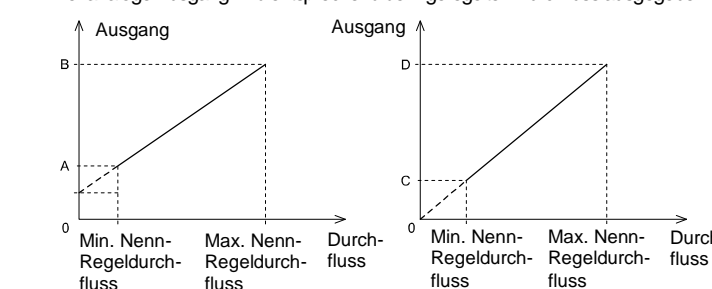 Ausgang
B
A
0
Min. Nenn-
Regeldurch-
fluss
Max. Nenn-
Regeldurch-
fluss
Durch-
fluss
Ausgang
D
C
0
Min. Nenn-
Regeldurch-
fluss
Max. Nenn-
Regeldurch-
fluss
Durch
fluss